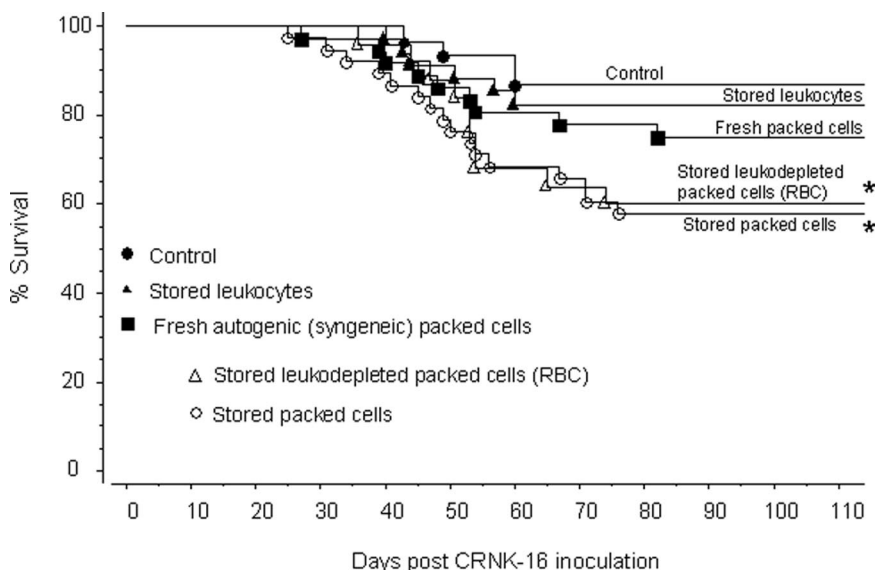 100
80
60
40
20
0
% Survival
Control
Stored leukocytes
Fresh packed cells
Stored leukodepleted
packed cells (RBC) *
Stored packed cells *
Control
Stored leukocytes
Fresh autogenic (syngeneic) packed cells
Stored leukodepleted packed cells (RBC)
Stored packed cells
0 10 20 30 40 50 60 70 80 90 100 110
Days post CRNK-16 inoculation